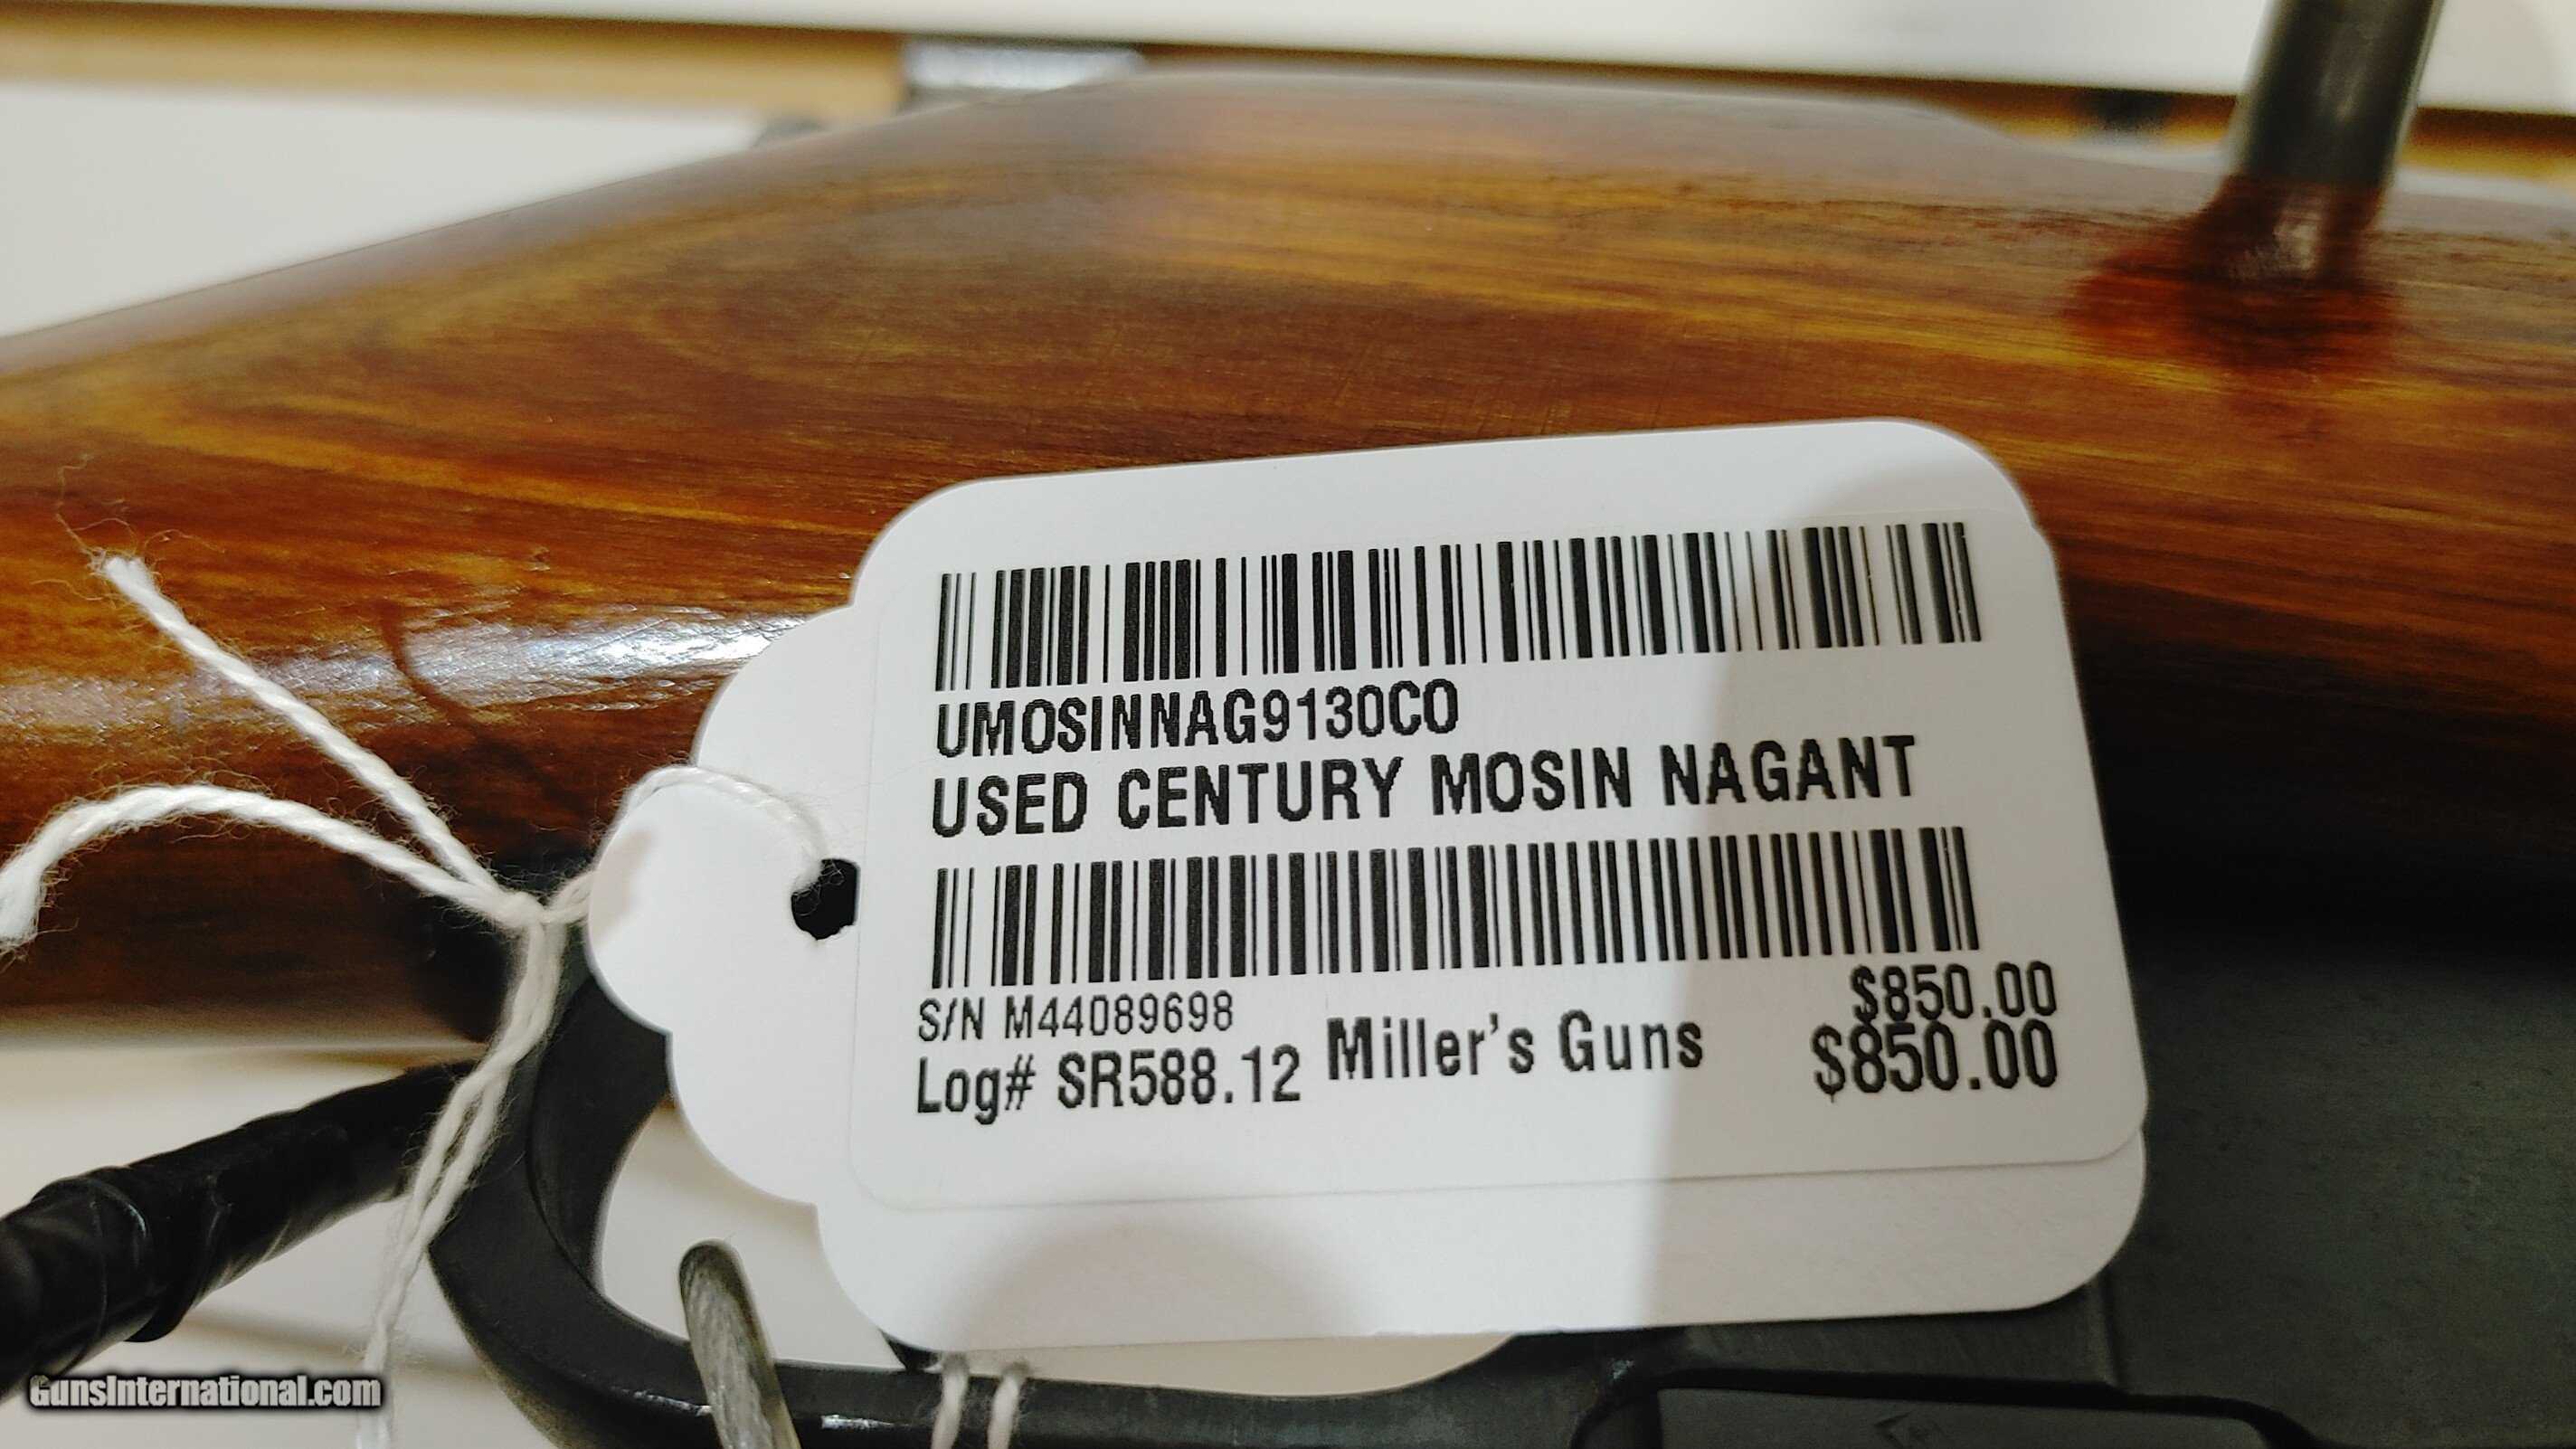 UMOSINNAG9130CO
USED CENTURY MOSIN NAGANT
S/N M44089698
$850.00
Log# SR588.12 Miller's Guns $850.00
GunsInternational.com